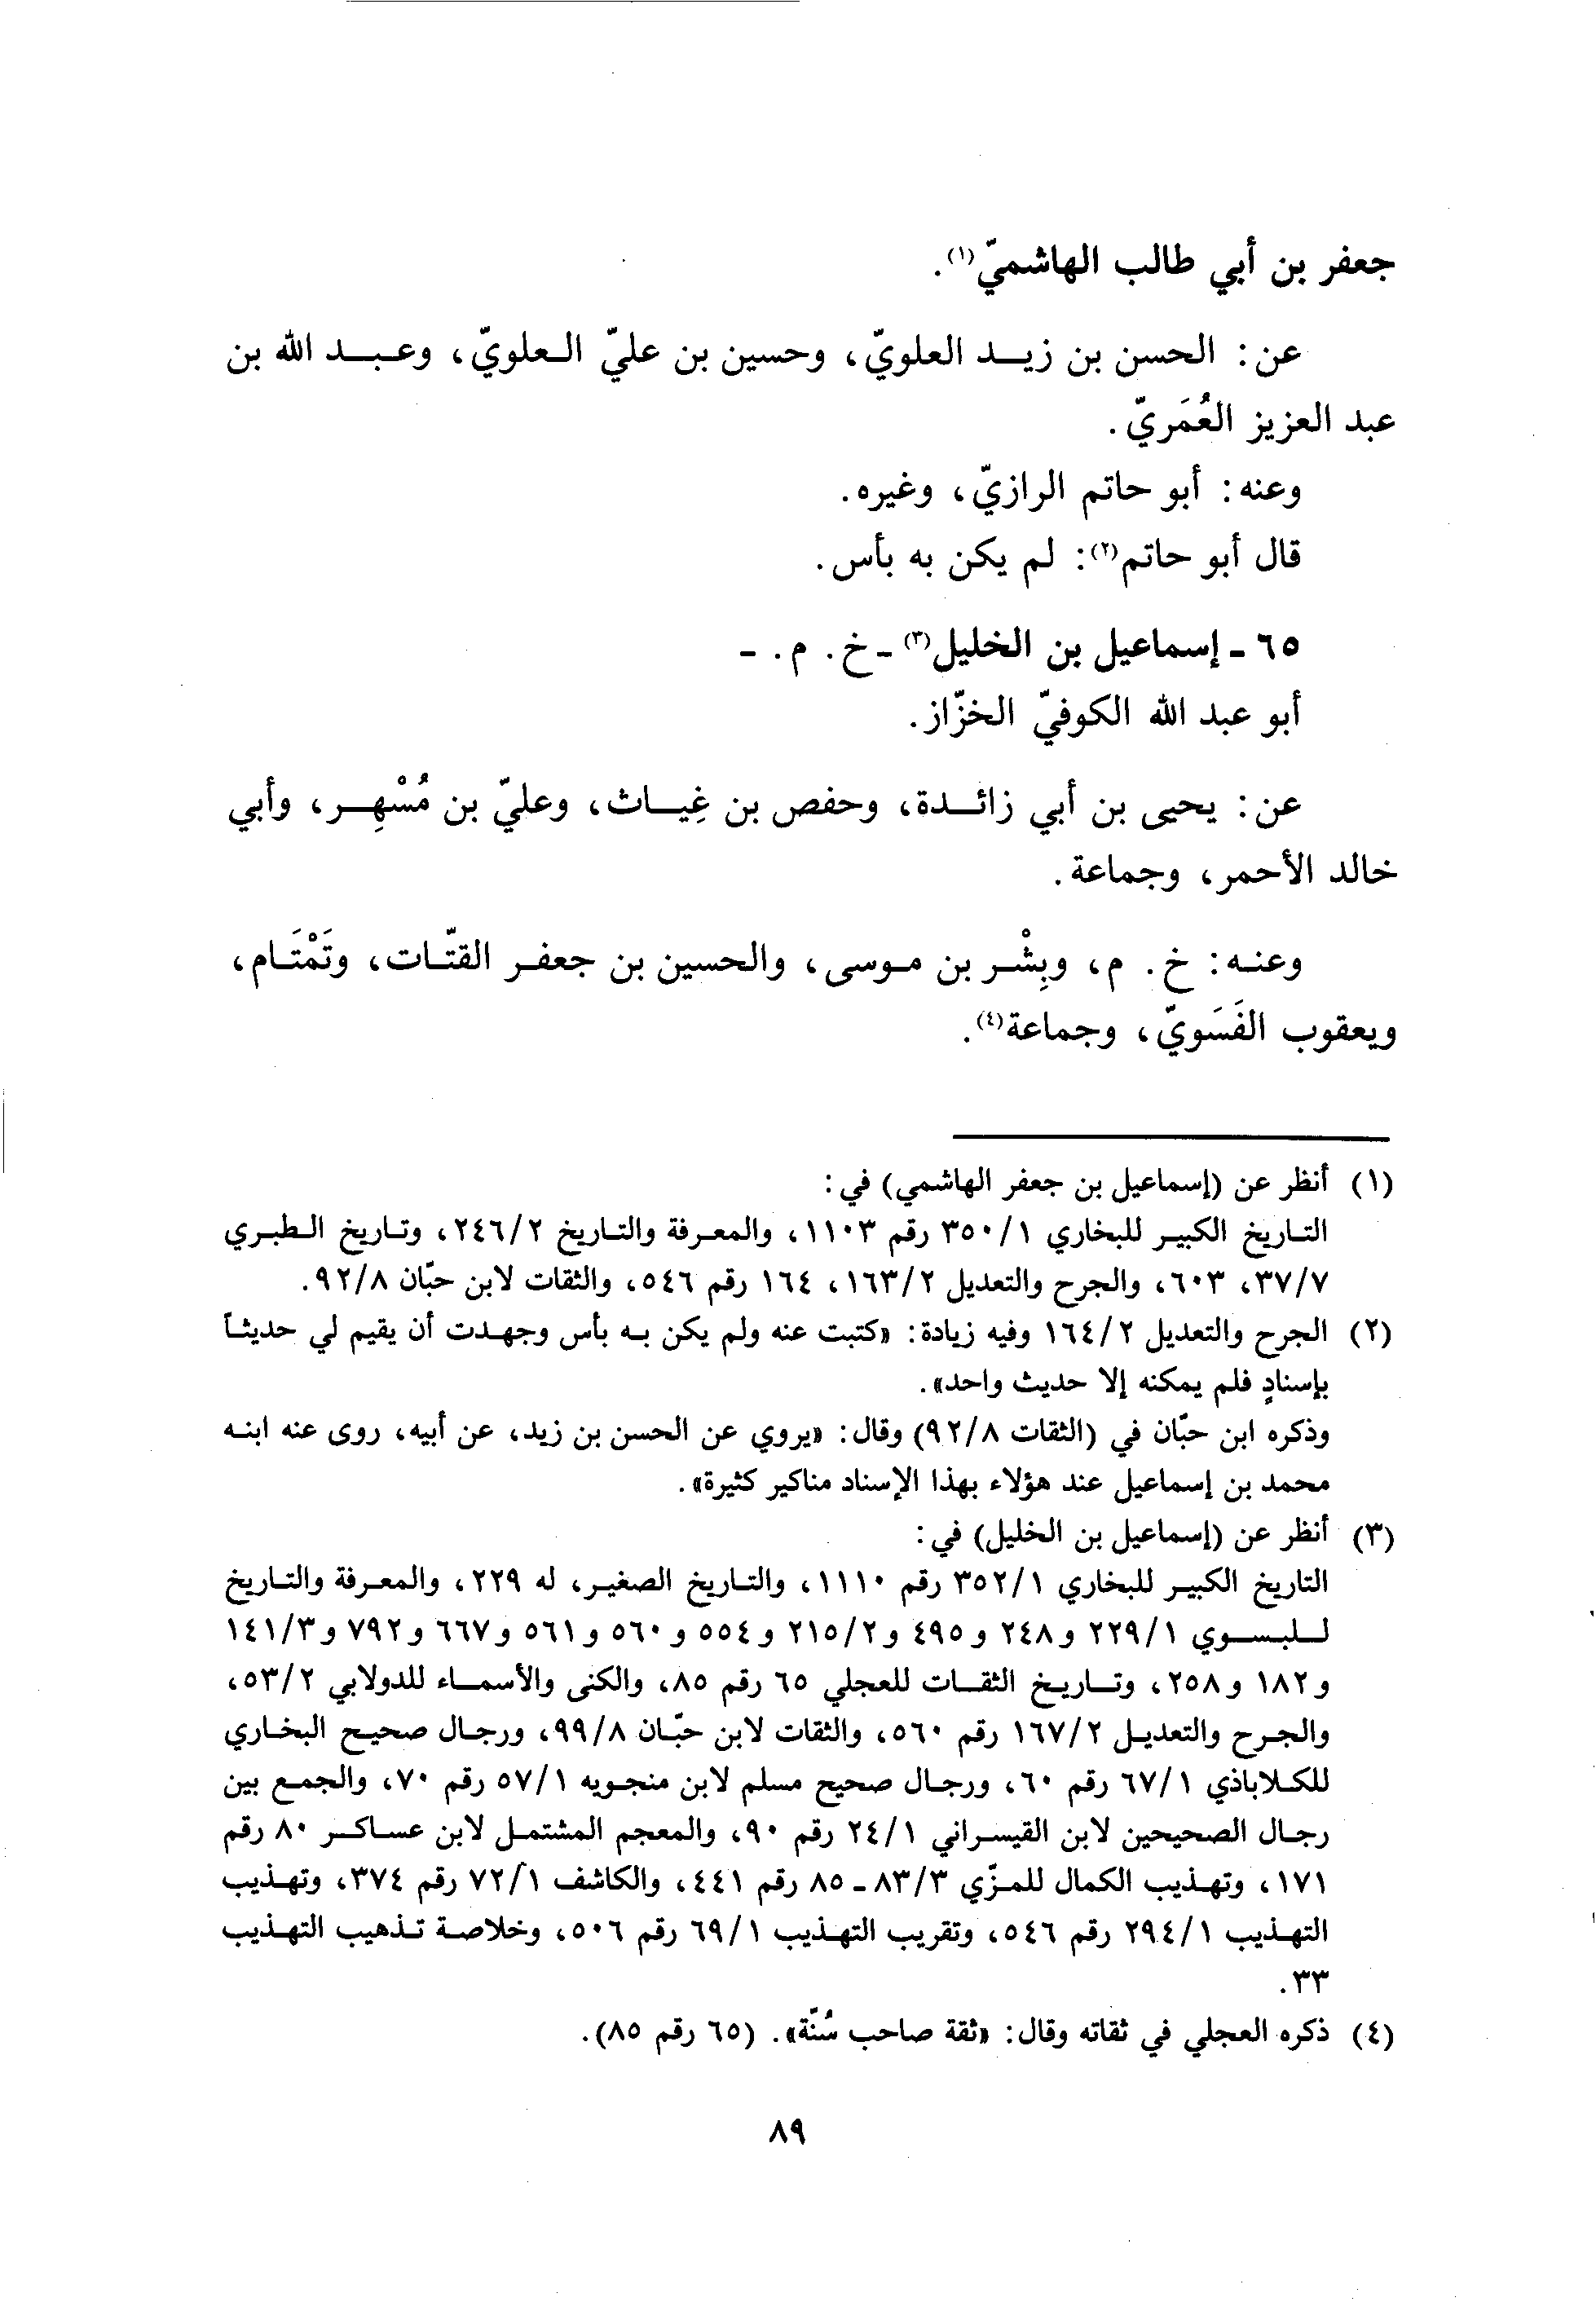 جعفر بن أبي طالب الهاشميّ(١).
عن: الحسن بن زيـد العلويّ، وحسين بن عليّ العلويّ، وعبد الله بن
عبد العزيز العُمَريّ.
وعنه: أبو حاتم الرازيّ، وغيره.
قال أبو حاتم(٢): لم يكن به بأس.
٦٥ - إسماعيل بن الخليل(٣) - خ. م. -
أبو عبد الله الكوفيّ الخزّاز.
عن: يحيى بن أبي زائدة، وحفص بن غِياث، وعليّ بن مُسْهِر، وأبي
خالد الأحمر، وجماعة.
وعنه: خ. م، وبِشْر بن موسى، والحسين بن جعفر القتّات، وتَمْتَام،
ويعقوب الفَسَويّ، وجماعة(٤).
(١) أنظر عن (إسماعيل بن جعفر الهاشمي) في:
التاريخ الكبير للبخاري ٣٥٠/١ رقم ١١٠٣، والمعرفة والتاريخ ٢٤٦/٢، وتاريخ الطبري
٣٧/٧، ٦٠٣، والجرح والتعديل ١٦٣/٢، ١٦٤ رقم ٥٤٦، والثقات لابن حبّان ٩٢/٨.
(٢) الجرح والتعديل ١٦٤/٢ وفيه زيادة: «كتبت عنه ولم يكن به بأس وجهدت أن يقيم لي حديثاً
بإسنادٍ فلم يمكنه إلا حديث واحد».
وذكره ابن حبّان في (الثقات ٩٢/٨) وقال: «يروي عن الحسن بن زيد، عن أبيه، روى عنه ابنه
محمد بن إسماعيل عند هؤلاء بهذا الإسناد مناكير كثيرة».
(٣) أنظر عن (إسماعيل بن الخليل) في:
التاريخ الكبير للبخاري ٣٥٢/١ رقم ١١١٠، والتاريخ الصغير، له ٢٢٩، والمعرفة والتاريخ
للبسوي ٢٢٩/١ و٢٤٨ و٤٩٥ و٢١٥/٢ و٥٥٤ و٥٦٠ و٥٦١ و٦٦٧ و٧٩٢ و١٤١/٣
و١٨٢ و٢٥٨، وتاريخ الثقات للعجلي ٦٥ رقم ٨٥، والكنى والأسماء للدولابي ٥٣/٢،
والجرح والتعديل ١٦٧/٢ رقم ٥٦٠، والثقات لابن حبّان ٩٩/٨، ورجال صحيح البخاري
للكلاباذي ٦٧/١ رقم ٦٠، ورجال صحيح مسلم لابن منجويه ٥٧/١ رقم ٧٠، والجمع بين
رجال الصحيحين لابن القيسراني ٢٤/١ رقم ٩٠، والمعجم المشتمل لابن عساكر ٨٠ رقم
١٧١، وتهذيب الكمال للمزّي ٨٣/٣ - ٨٥ رقم ٤٤١، والكاشف ٧٢/١ رقم ٣٧٤، وتهذيب
التهذيب ٢٩٤/١ رقم ٥٤٦، وتقريب التهذيب ٦٩/١ رقم ٥٠٦، وخلاصة تذهيب التهذيب
٣٣.
(٤) ذكره العجلي في ثقاته وقال: «ثقة صاحب سُنّة». (٦٥ رقم ٨٥).
٨٩